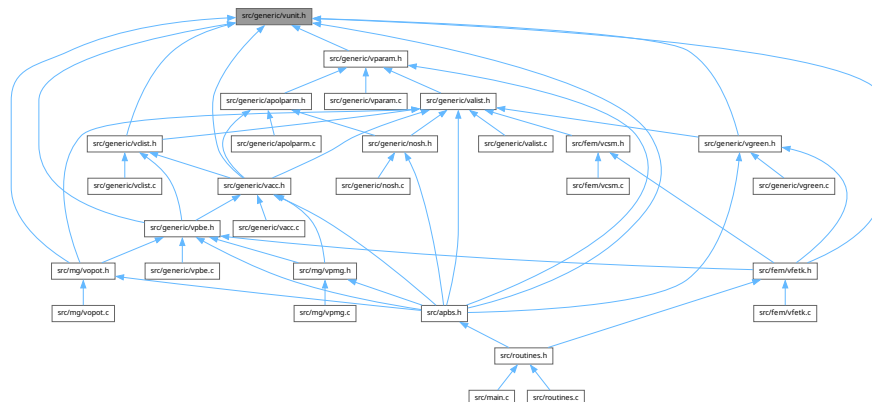 src/generic/vunit.h
src/generic/vparam.h
src/generic/apolparm.h
src/generic/vparam.c
src/generic/valist.h
src/generic/vclist.h
src/generic/apolparm.c
src/generic/nosh.h
src/generic/valist.c
src/fem/vcsm.h
src/generic/vgreen.h
src/generic/vclist.c
src/generic/vacc.h
src/generic/nosh.c
src/fem/vcsm.c
src/generic/vgreen.c
src/generic/vpbe.h
src/generic/vacc.c
src/mg/vopot.h
src/generic/vpbe.c
src/mg/vpmg.h
src/fem/vfetk.h
src/mg/vopot.c
src/mg/vpmg.c
src/apbs.h
src/fem/vfetk.c
src/routines.h
src/main.c
src/routines.c